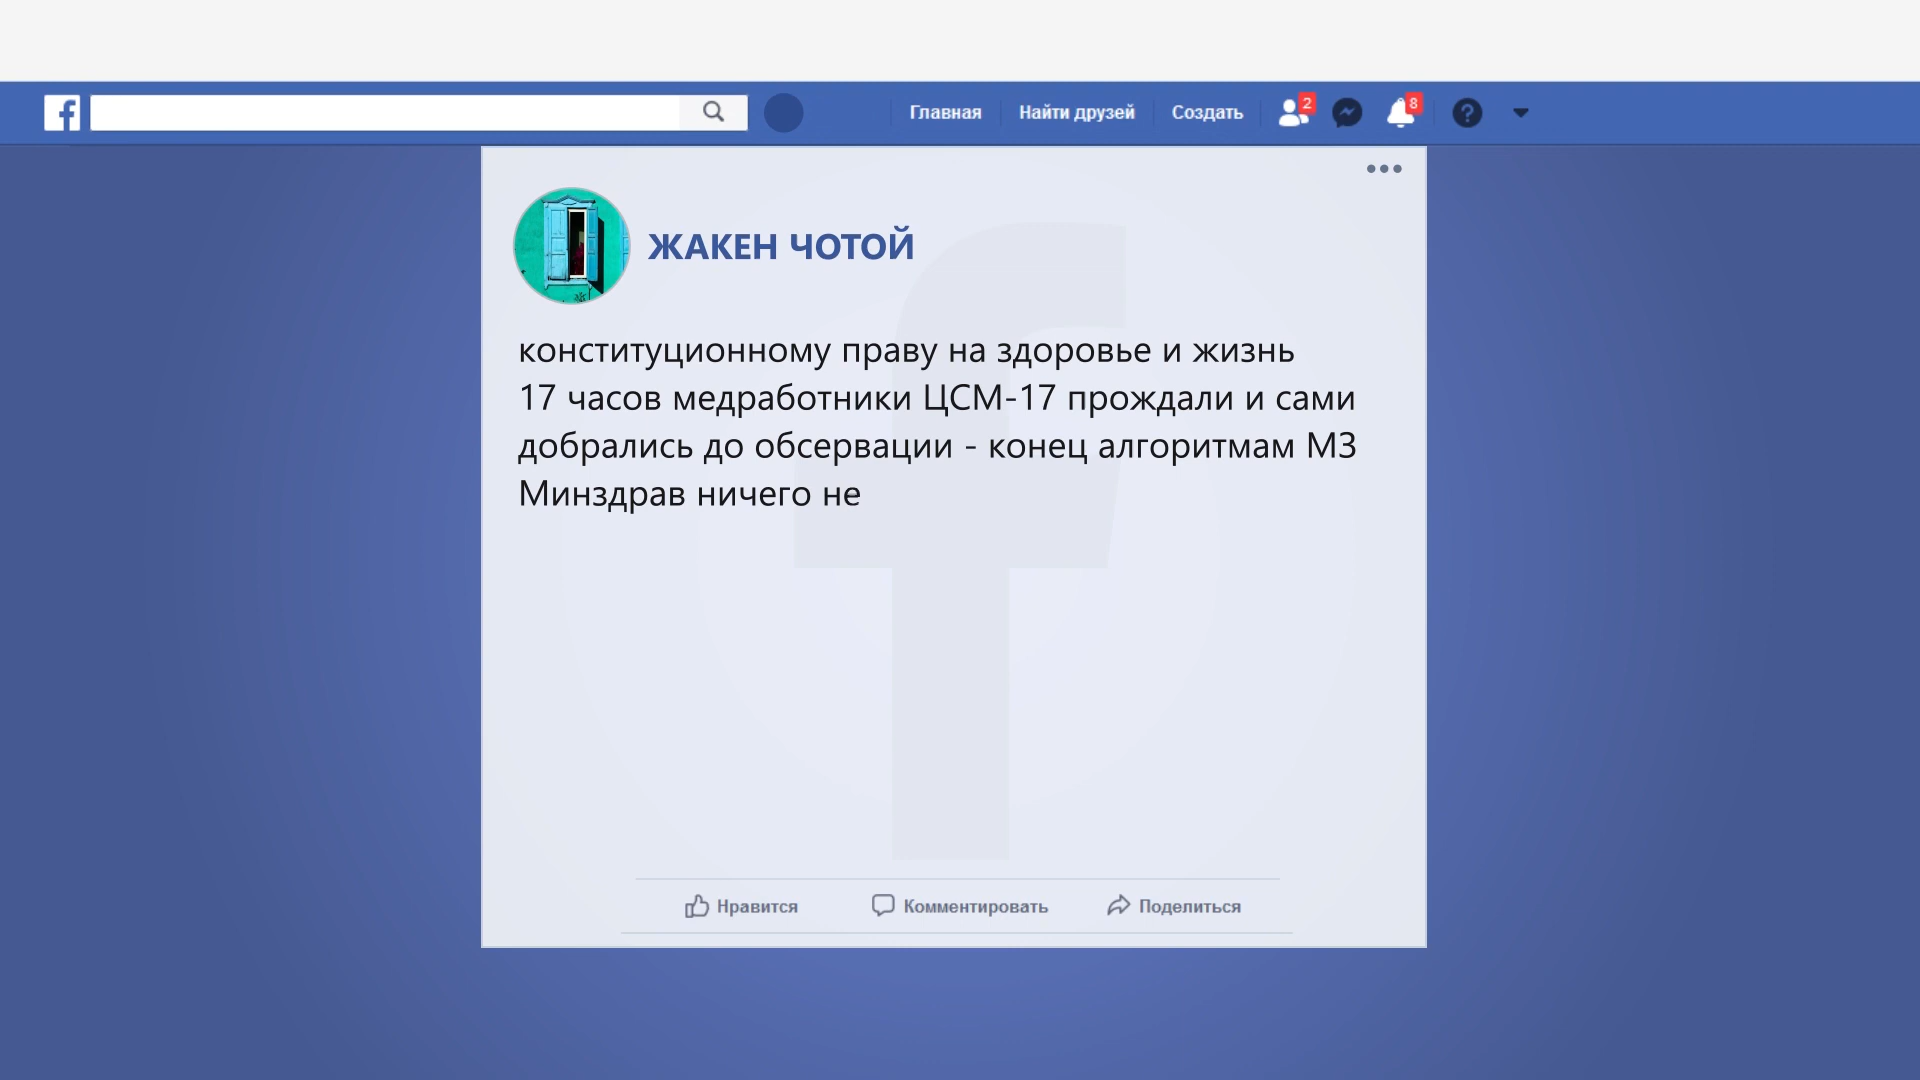 Главная Найти друзей Создать 2 8
ЖАКЕН ЧОТОЙ
конституционному праву на здоровье и жизнь
17 часов медработники ЦСМ-17 прождали и сами
добрались до обсервации - конец алгоритмам МЗ
Минздрав ничего не
Нравится Комментировать Поделиться